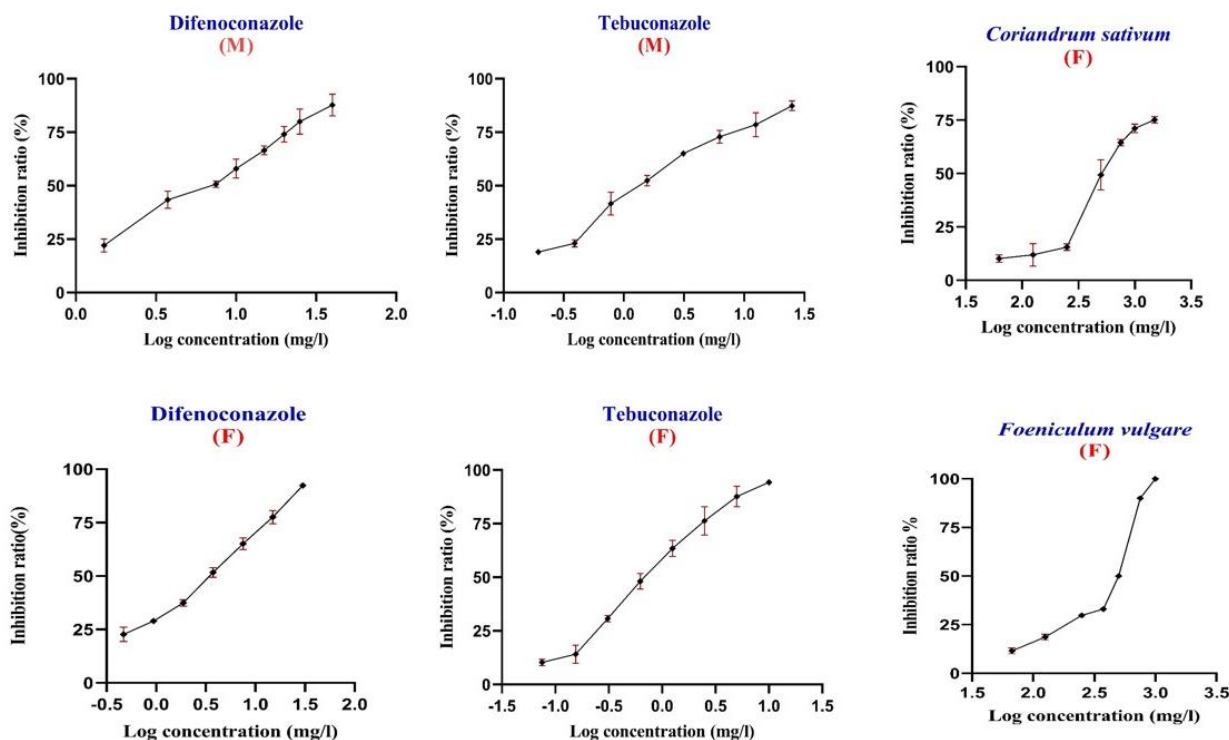 Difenoconazole
(M)
100
75
50
25
0
Inhibition ratio (%)
0.0 0.5 1.0 1.5 2.0
Log concentration (mg/l)
Tebuconazole
(M)
100
75
50
25
0
Inhibition ratio (%)
-1.0 -0.5 0.0 0.5 1.0 1.5
Log concentration (mg/l)
Coriandrum sativum
(F)
100
75
50
25
0
Inhibition ratio (%)
1.5 2.0 2.5 3.0 3.5
Log concentration (mg/l)
Difenoconazole
(F)
100
75
50
25
0
Inhibition ratio(%)
-0.5 0.0 0.5 1.0 1.5 2.0
Log concentration (mg/l)
Tebuconazole
(F)
100
75
50
25
0
Inhibition ratio (%)
-1.5 -1.0 -0.5 0.0 0.5 1.0 1.5
Log concentration (mg/l)
Foeniculum vulgare
(F)
100
75
50
25
0
Inhibition ratio %
1.5 2.0 2.5 3.0 3.5
Log concentration (mg/l)